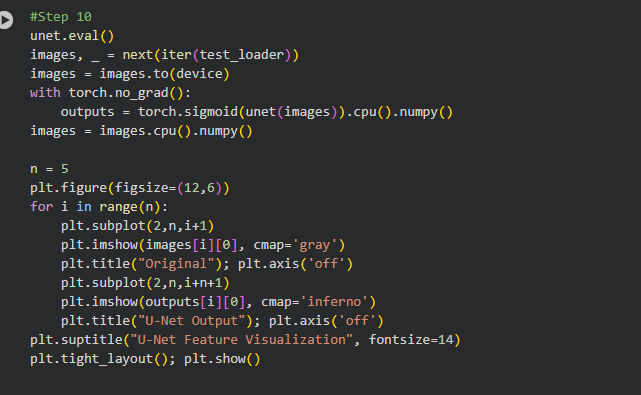 #Step 10
unet.eval()
images, _ = next(iter(test_loader))
images = images.to(device)
with torch.no_grad():
    outputs = torch.sigmoid(unet(images)).cpu().numpy()
images = images.cpu().numpy()

n = 5
plt.figure(figsize=(12,6))
for i in range(n):
    plt.subplot(2,n,i+1)
    plt.imshow(images[i][0], cmap='gray')
    plt.title("Original"); plt.axis('off')
    plt.subplot(2,n,i+n+1)
    plt.imshow(outputs[i][0], cmap='inferno')
    plt.title("U-Net Output"); plt.axis('off')
plt.suptitle("U-Net Feature Visualization", fontsize=14)
plt.tight_layout(); plt.show()